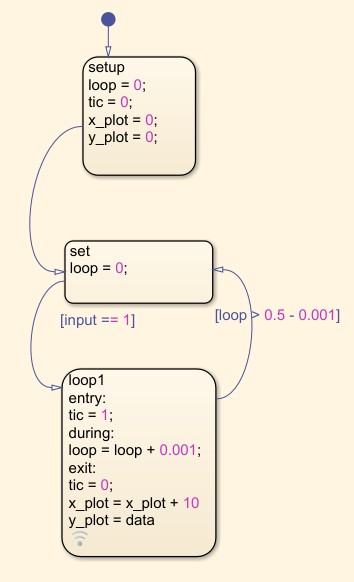 setup
loop = 0;
tic = 0;
x_plot = 0;
y_plot = 0;
set
loop = 0;
[input == 1]
[loop > 0.5 - 0.001]
loop1
entry:
tic = 1;
during:
loop = loop + 0.001;
exit:
tic = 0;
x_plot = x_plot + 10
y_plot = data